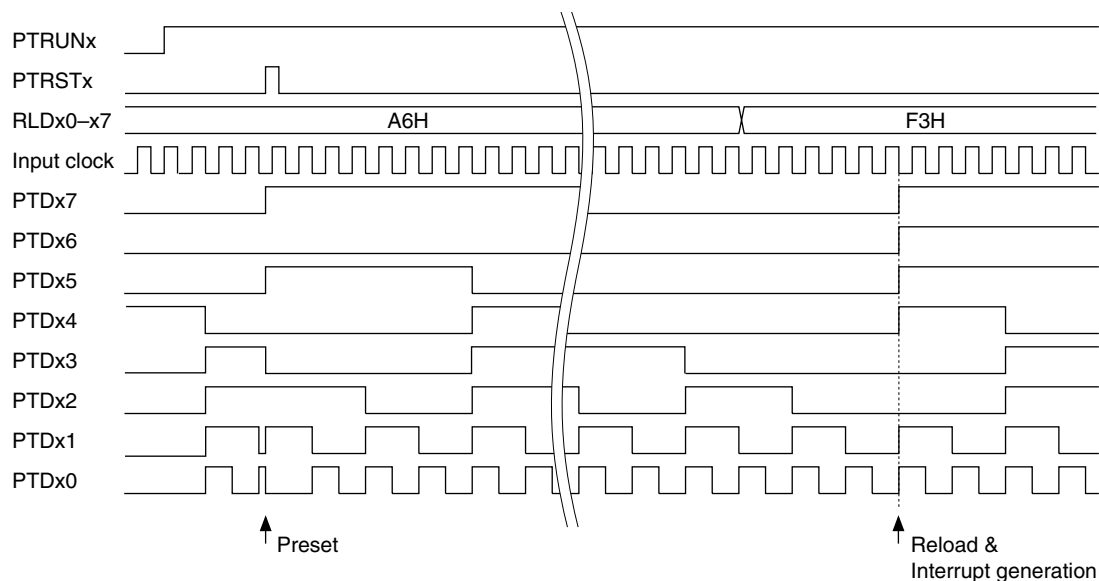 PTRUNx
PTRSTx
RLDx0–x7
A6H
F3H
Input clock
PTDx7
PTDx6
PTDx5
PTDx4
PTDx3
PTDx2
PTDx1
PTDx0
Preset
Reload &
Interrupt generation